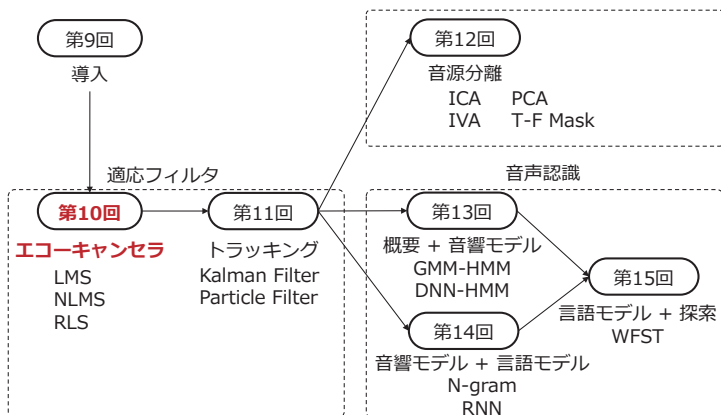 第9回
導入
第12回
音源分離
ICA PCA
IVA T-F Mask
適応フィルタ
第10回
エコーキャンセラ
LMS
NLMS
RLS
第11回
トラッキング
Kalman Filter
Particle Filter
音声認識
第13回
概要 + 音響モデル
GMM-HMM
DNN-HMM
第14回
音響モデル + 言語モデル
N-gram
RNN
第15回
言語モデル + 探索
WFST